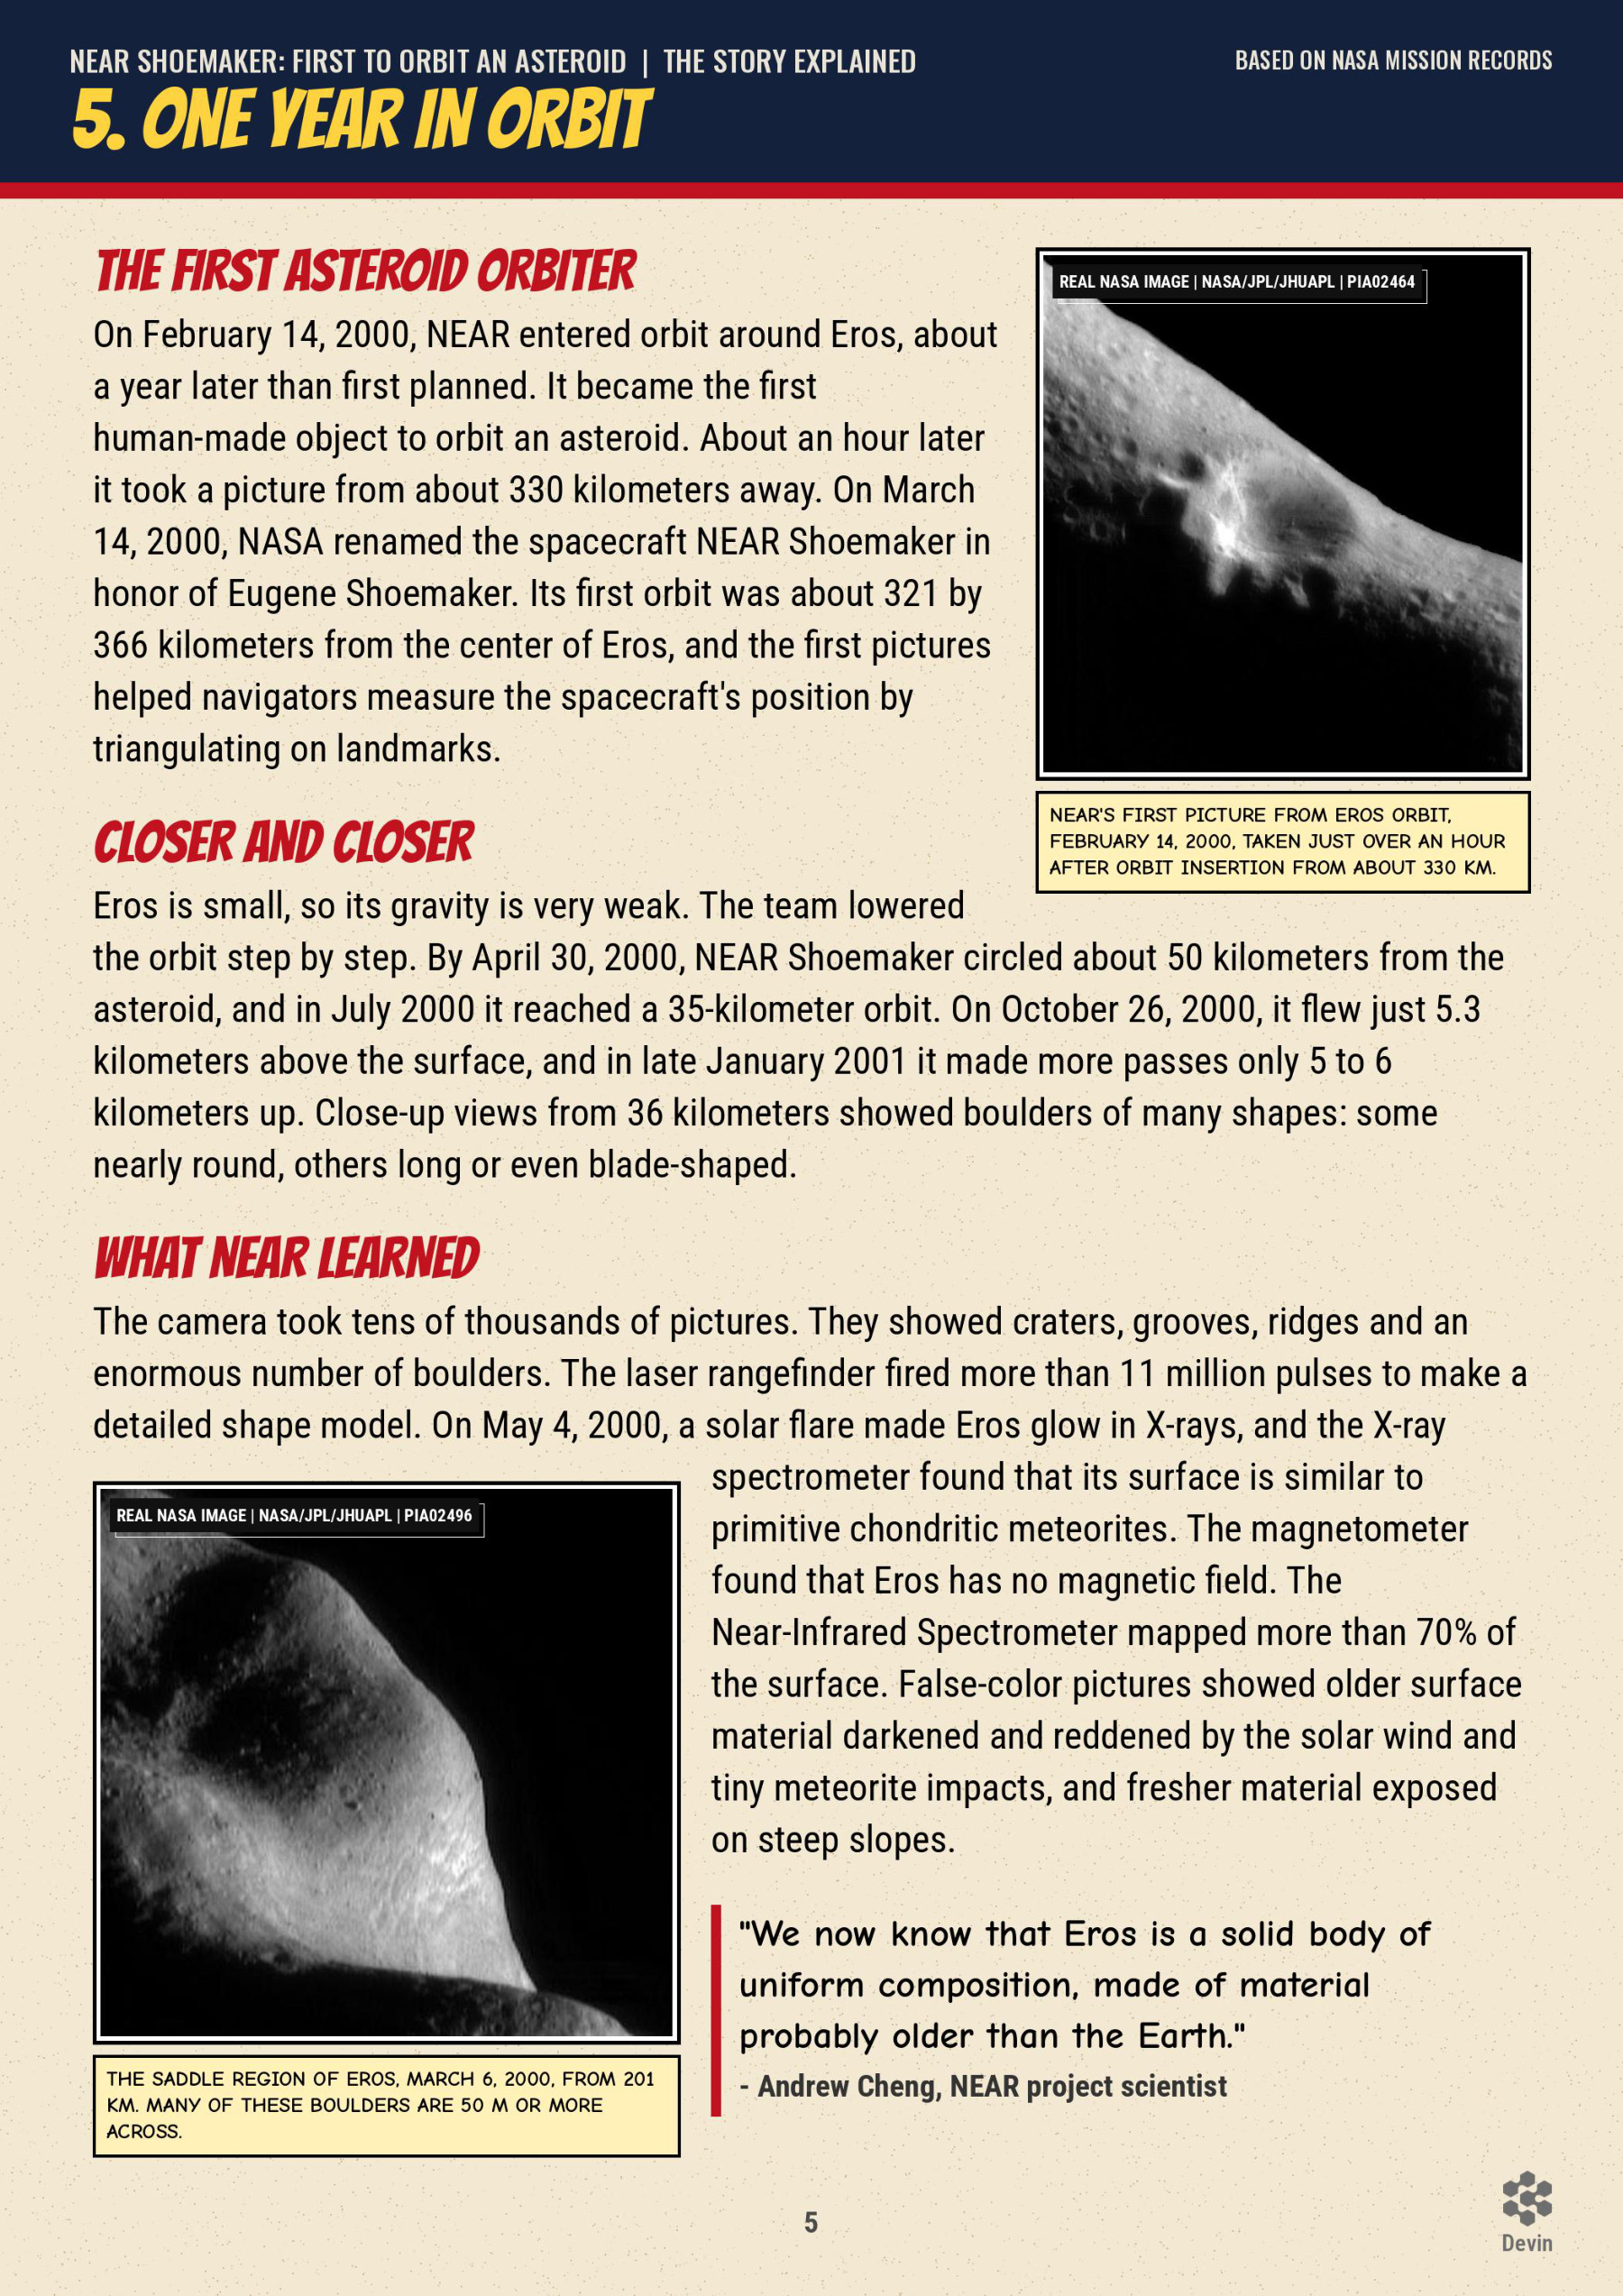 NEAR SHOEMAKER: FIRST TO ORBIT AN ASTEROID | THE STORY EXPLAINED
BASED ON NASA MISSION RECORDS
5. ONE YEAR IN ORBIT
THE FIRST ASTEROID ORBITER
On February 14, 2000, NEAR entered orbit around Eros, about
a year later than first planned. It became the first
human-made object to orbit an asteroid. About an hour later
it took a picture from about 330 kilometers away. On March
14, 2000, NASA renamed the spacecraft NEAR Shoemaker in
honor of Eugene Shoemaker. Its first orbit was about 321 by
366 kilometers from the center of Eros, and the first pictures
helped navigators measure the spacecraft's position by
triangulating on landmarks.
REAL NASA IMAGE | NASA/JPL/JHUAPL | PIA02464
NEAR'S FIRST PICTURE FROM EROS ORBIT,
FEBRUARY 14, 2000, TAKEN JUST OVER AN HOUR
AFTER ORBIT INSERTION FROM ABOUT 330 KM.
CLOSER AND CLOSER
Eros is small, so its gravity is very weak. The team lowered
the orbit step by step. By April 30, 2000, NEAR Shoemaker circled about 50 kilometers from the
asteroid, and in July 2000 it reached a 35-kilometer orbit. On October 26, 2000, it flew just 5.3
kilometers above the surface, and in late January 2001 it made more passes only 5 to 6
kilometers up. Close-up views from 36 kilometers showed boulders of many shapes: some
nearly round, others long or even blade-shaped.
WHAT NEAR LEARNED
The camera took tens of thousands of pictures. They showed craters, grooves, ridges and an
enormous number of boulders. The laser rangefinder fired more than 11 million pulses to make a
detailed shape model. On May 4, 2000, a solar flare made Eros glow in X-rays, and the X-ray
spectrometer found that its surface is similar to
primitive chondritic meteorites. The magnetometer
found that Eros has no magnetic field. The
Near-Infrared Spectrometer mapped more than 70% of
the surface. False-color pictures showed older surface
material darkened and reddened by the solar wind and
tiny meteorite impacts, and fresher material exposed
on steep slopes.
REAL NASA IMAGE | NASA/JPL/JHUAPL | PIA02496
THE SADDLE REGION OF EROS, MARCH 6, 2000, FROM 201
KM. MANY OF THESE BOULDERS ARE 50 M OR MORE
ACROSS.
"We now know that Eros is a solid body of
uniform composition, made of material
probably older than the Earth."
- Andrew Cheng, NEAR project scientist
5
Devin